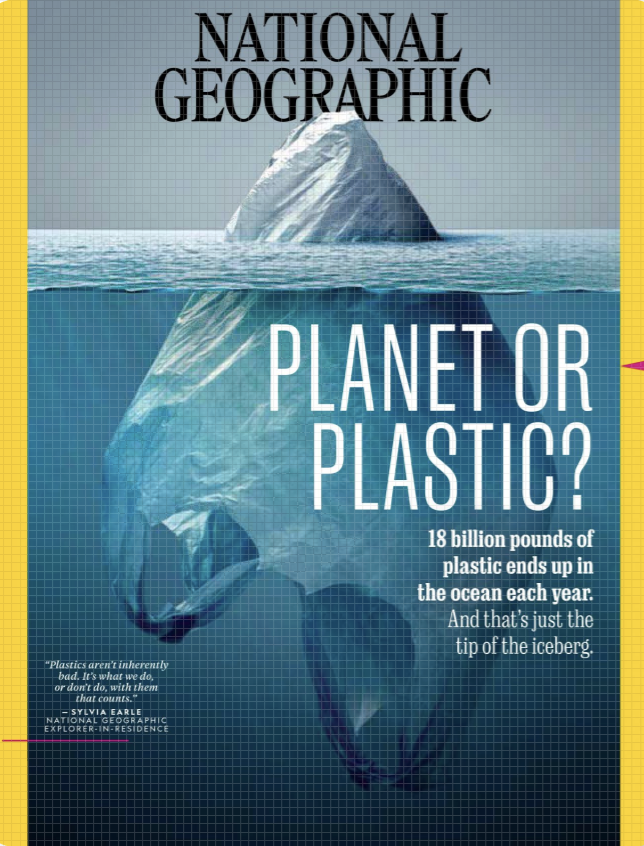 NATIONAL
GEOGRAPHIC
PLANET OR
PLASTIC?
18 billion pounds of
plastic ends up in
the ocean each year.
And that's just the
tip of the iceberg.
“Plastics aren't inherently
bad. It's what we do,
or don't do, with them
that counts.”
— SYLVIA EARLE
NATIONAL GEOGRAPHIC
EXPLORER-IN-RESIDENCE